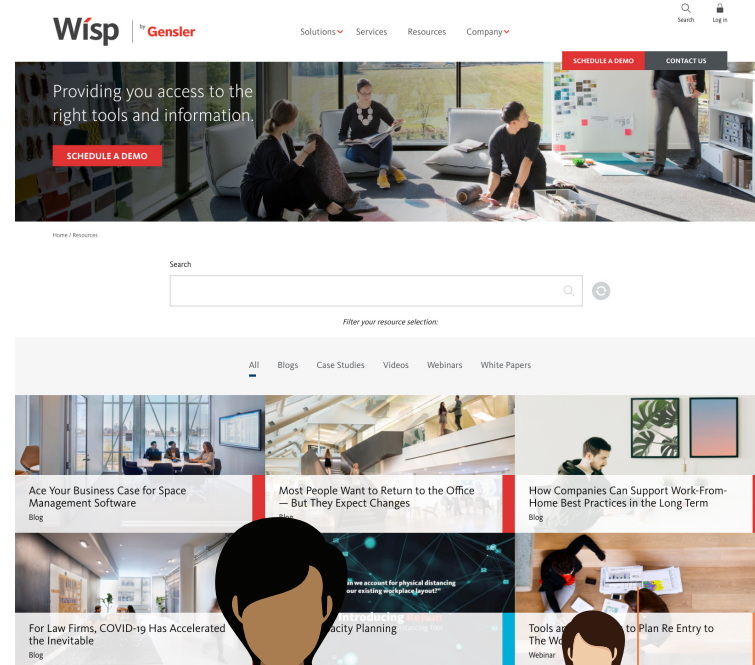 Wisp by Gensler
Solutions Services Resources Company
Search Log in
SCHEDULE A DEMO CONTACT US
Providing you access to the
right tools and information.
SCHEDULE A DEMO
Home / Resources
Search
Filter your resource selection:
All Blogs Case Studies Videos Webinars White Papers
Ace Your Business Case for Space
Management Software
Blog
Most People Want to Return to the Office
— But They Expect Changes
Blog
How Companies Can Support Work-From-
Home Best Practices in the Long Term
Blog
For Law Firms, COVID-19 Has Accelerated
the Inevitable
Blog
in we account for physical distancing
our existing workplace layout?"
Introducing
Planning
Tools to Plan Re Entry to
The
Webinar